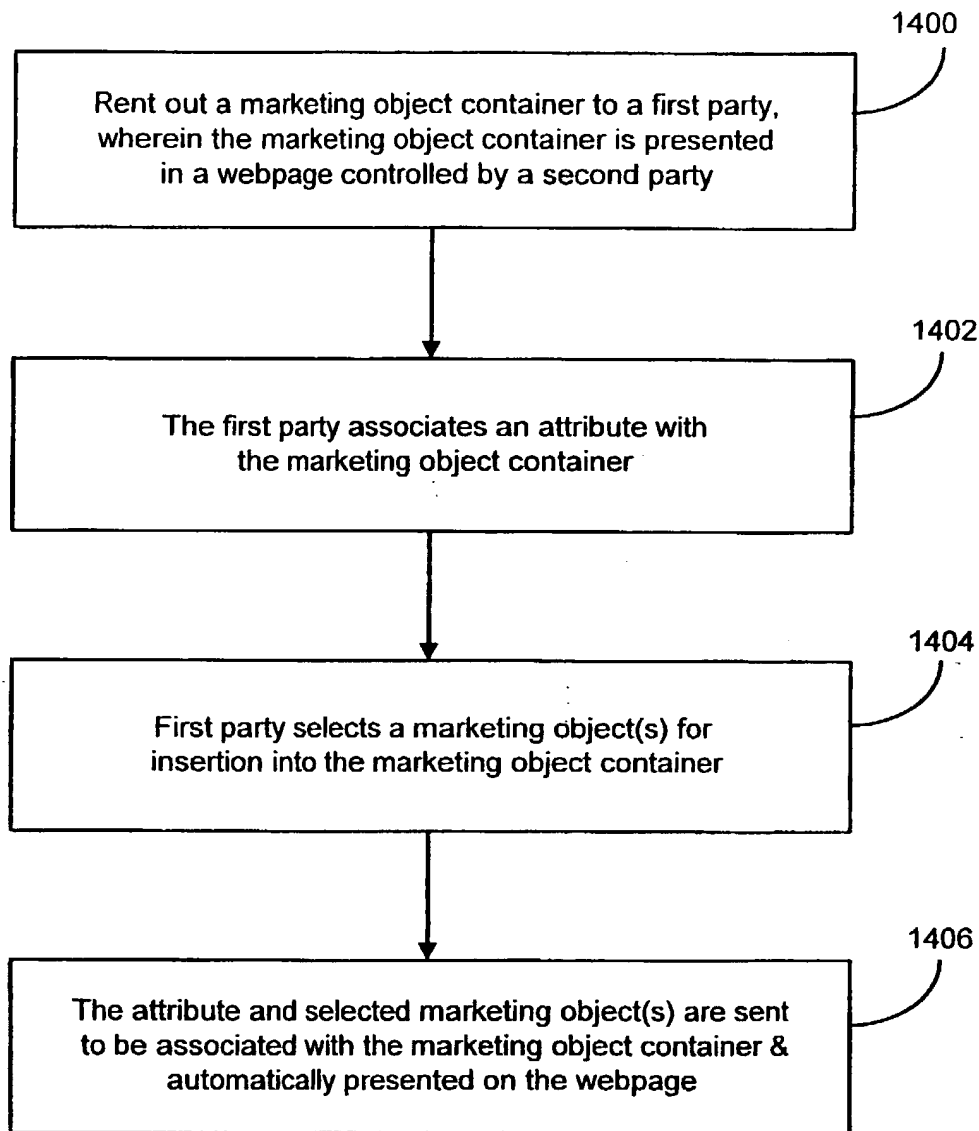 1400
Rent out a marketing object container to a first party,
wherein the marketing object container is presented
in a webpage controlled by a second party
1402
The first party associates an attribute with
the marketing object container
1404
First party selects a marketing object(s) for
insertion into the marketing object container
1406
The attribute and selected marketing object(s) are sent
to be associated with the marketing object container &
automatically presented on the webpage